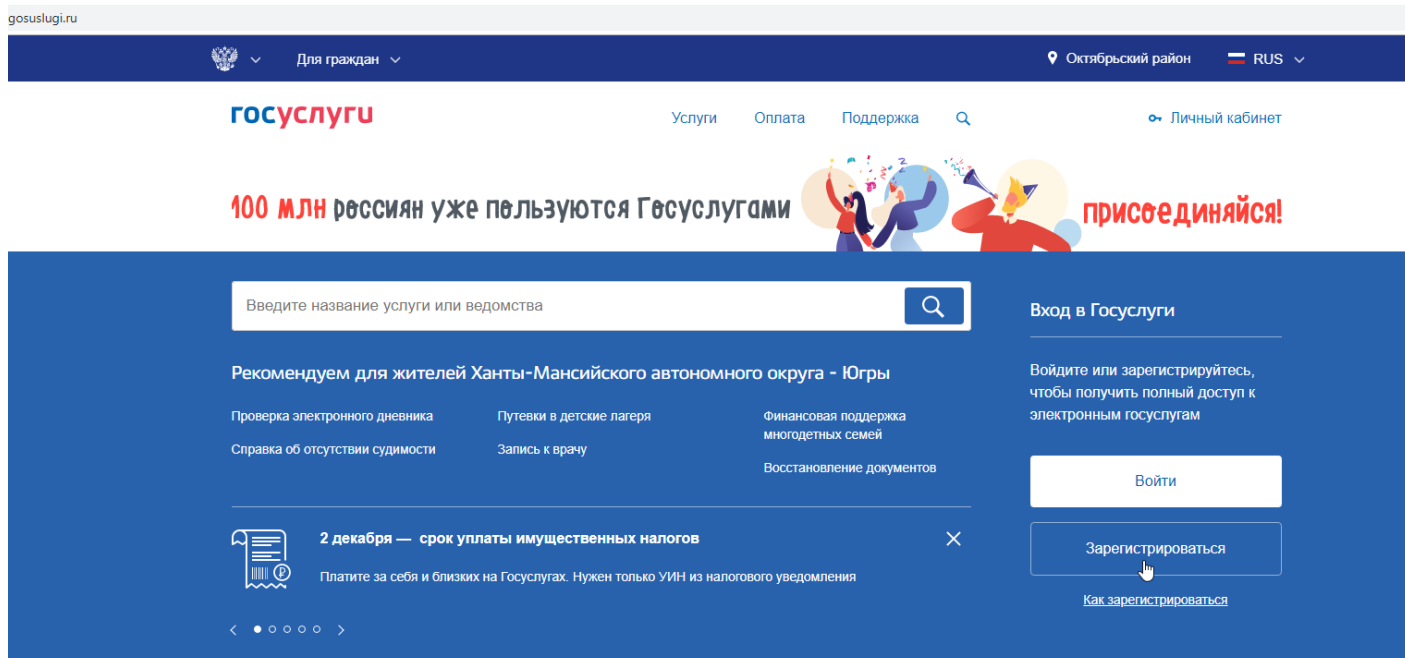 gosuslugi.ru
Для граждан
Октябрьский район
RUS
госуслуги
Услуги
Оплата
Поддержка
Личный кабинет
100 млн россиян уже пользуются Госуслугами
присоединяйся!
Введите название услуги или ведомства
Рекомендуем для жителей Ханты-Мансийского автономного округа - Югры
Проверка электронного дневника
Справка об отсутствии судимости
Путевки в детские лагеря
Запись к врачу
Финансовая поддержка
многодетных семей
Восстановление документов
2 декабря — срок уплаты имущественных налогов
Платите за себя и близких на Госуслугах. Нужен только УИН из налогового уведомления
Вход в Госуслуги
Войдите или зарегистрируйтесь,
чтобы получить полный доступ к
электронным госуслугам
Войти
Зарегистрироваться
Как зарегистрироваться